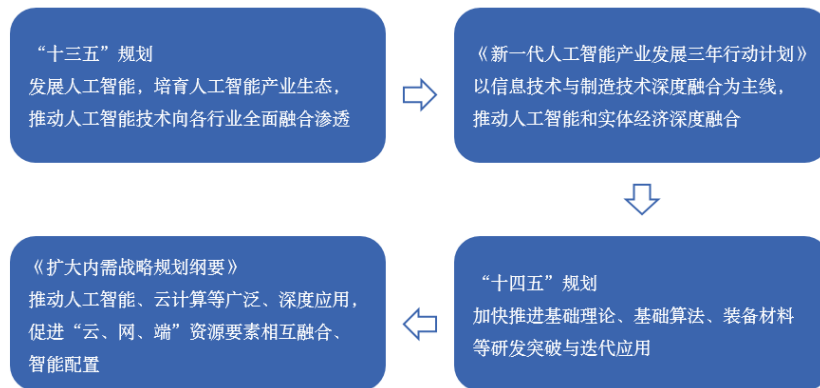 “十三五”规划
发展人工智能，培育人工智能产业生态，
推动人工智能技术向各行业全面融合渗透
《新一代人工智能产业发展三年行动计划》
以信息技术与制造技术深度融合为主线，
推动人工智能和实体经济深度融合
“十四五”规划
加快推进基础理论、基础算法、装备材料
等研发突破与迭代应用
《扩大内需战略规划纲要》
推动人工智能、云计算等广泛、深度应用，
促进“云、网、端”资源要素相互融合、
智能配置